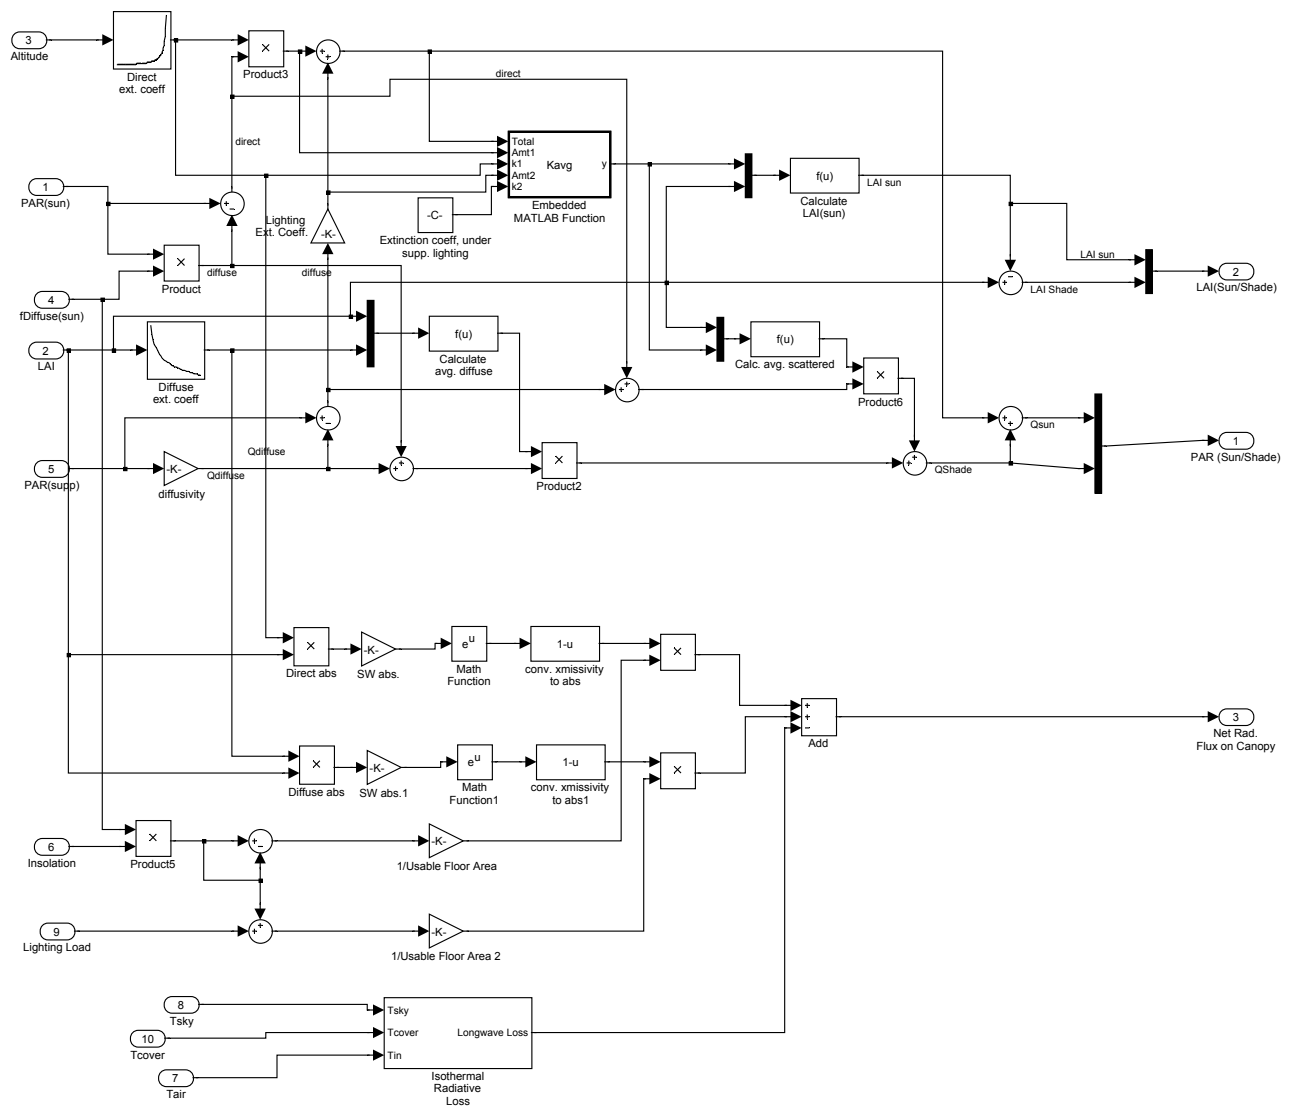 3
Altitude
Direct
ext. coeff
×
Product3
+
+
direct
direct
Total
Amt1
k1
Amt2
k2
Kavg
y
Embedded
MATLAB Function
f(u)
Calculate
LAI(sun)
LAI sun
1
PAR(sun)
+
−
Lighting
Ext. Coeff.
-K-
-C-
Extinction coeff, under
supp. lighting
×
Product
diffuse
diffuse
4
fDiffuse(sun)
+
−
LAI sun
LAI Shade
2
LAI(Sun/Shade)
2
LAI
Diffuse
ext. coeff
f(u)
Calculate
avg. diffuse
f(u)
Calc. avg. scattered
×
Product6
+
+
+
−
Qdiffuse
+
+
Qsun
1
PAR (Sun/Shade)
5
PAR(supp)
-K-
diffusivity
Qdiffuse
+
+
×
Product2
+
+
QShade
×
Direct abs
-K-
SW abs.
eu
Math
Function
1-u
conv. xmissivity
to abs
×
+
+
−
Add
3
Net Rad.
Flux on Canopy
×
Diffuse abs
-K-
SW abs.1
eu
Math
Function1
1-u
conv. xmissivity
to abs1
×
6
Insolation
×
Product5
+
−
-K-
1/Usable Floor Area
9
Lighting Load
+
+
-K-
1/Usable Floor Area 2
8
Tsky
10
Tcover
7
Tair
Tsky
Tcover
Tin
Longwave Loss
Isothermal
Radiative
Loss